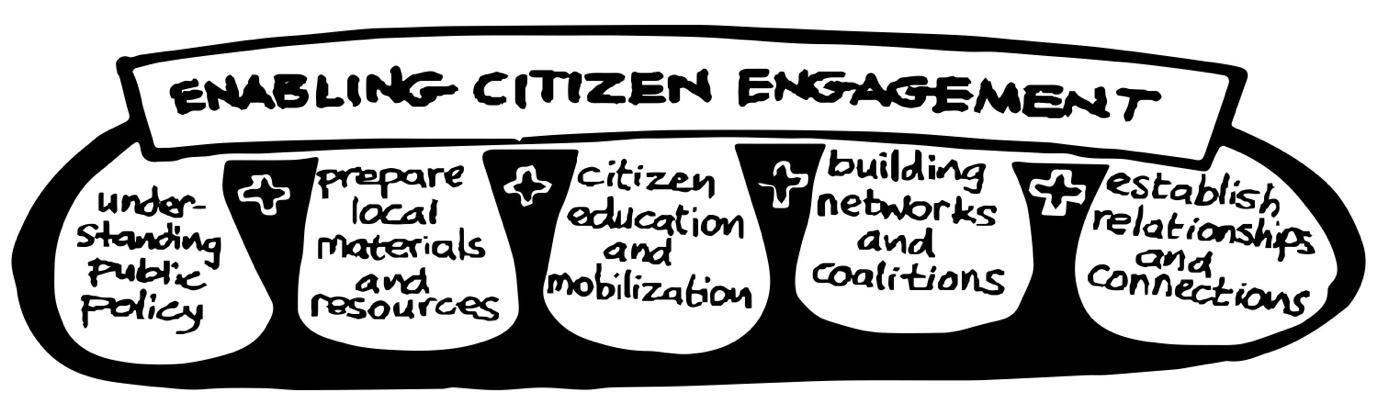 ENABLING CITIZEN ENGAGEMENT
under-
standing
public
policy
+
prepare
local
materials
and
resources
+
citizen
education
and
mobilization
+
building
networks
and
coalitions
+
establish
relationships
and
connections